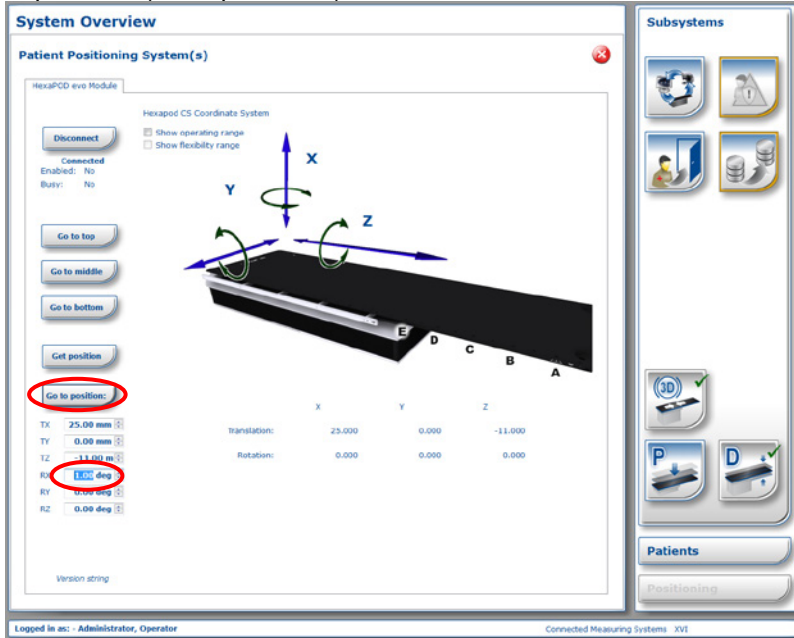 System Overview
Patient Positioning System(s)
HexaPOD evo Module
Hexapod CS Coordinate System
Show operating range
Show flexibility range
Disconnect
Connected
Enabled: No
Busy: No
Go to top
Go to middle
Go to bottom
Get position
Go to position:
TX 25.00 mm
TY 0.00 mm
TZ -11.00 m
RX 1.00 deg
RY 0.00 deg
RZ 0.00 deg
Version string
X
Y
Z
E
D
C
B
A
X Y Z
Translation: 25.000 0.000 -11.000
Rotation: 0.000 0.000 0.000
Subsystems
(3D)
P
D
Patients
Positioning
Logged in as: - Administrator, Operator
Connected Measuring Systems XVI